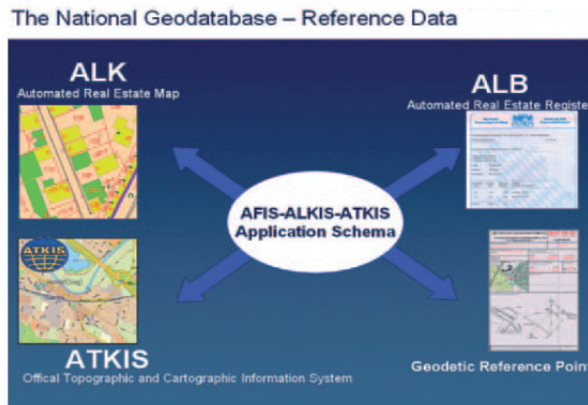 The National Geodatabase – Reference Data
ALK
Automated Real Estate Map
ALB
Automated Real Estate Registe
AFIS-ALKIS-ATKIS
Application Schema
ATKIS
ATKIS
Offical Topographic and Cartographic Information System
Geodetic Reference Point